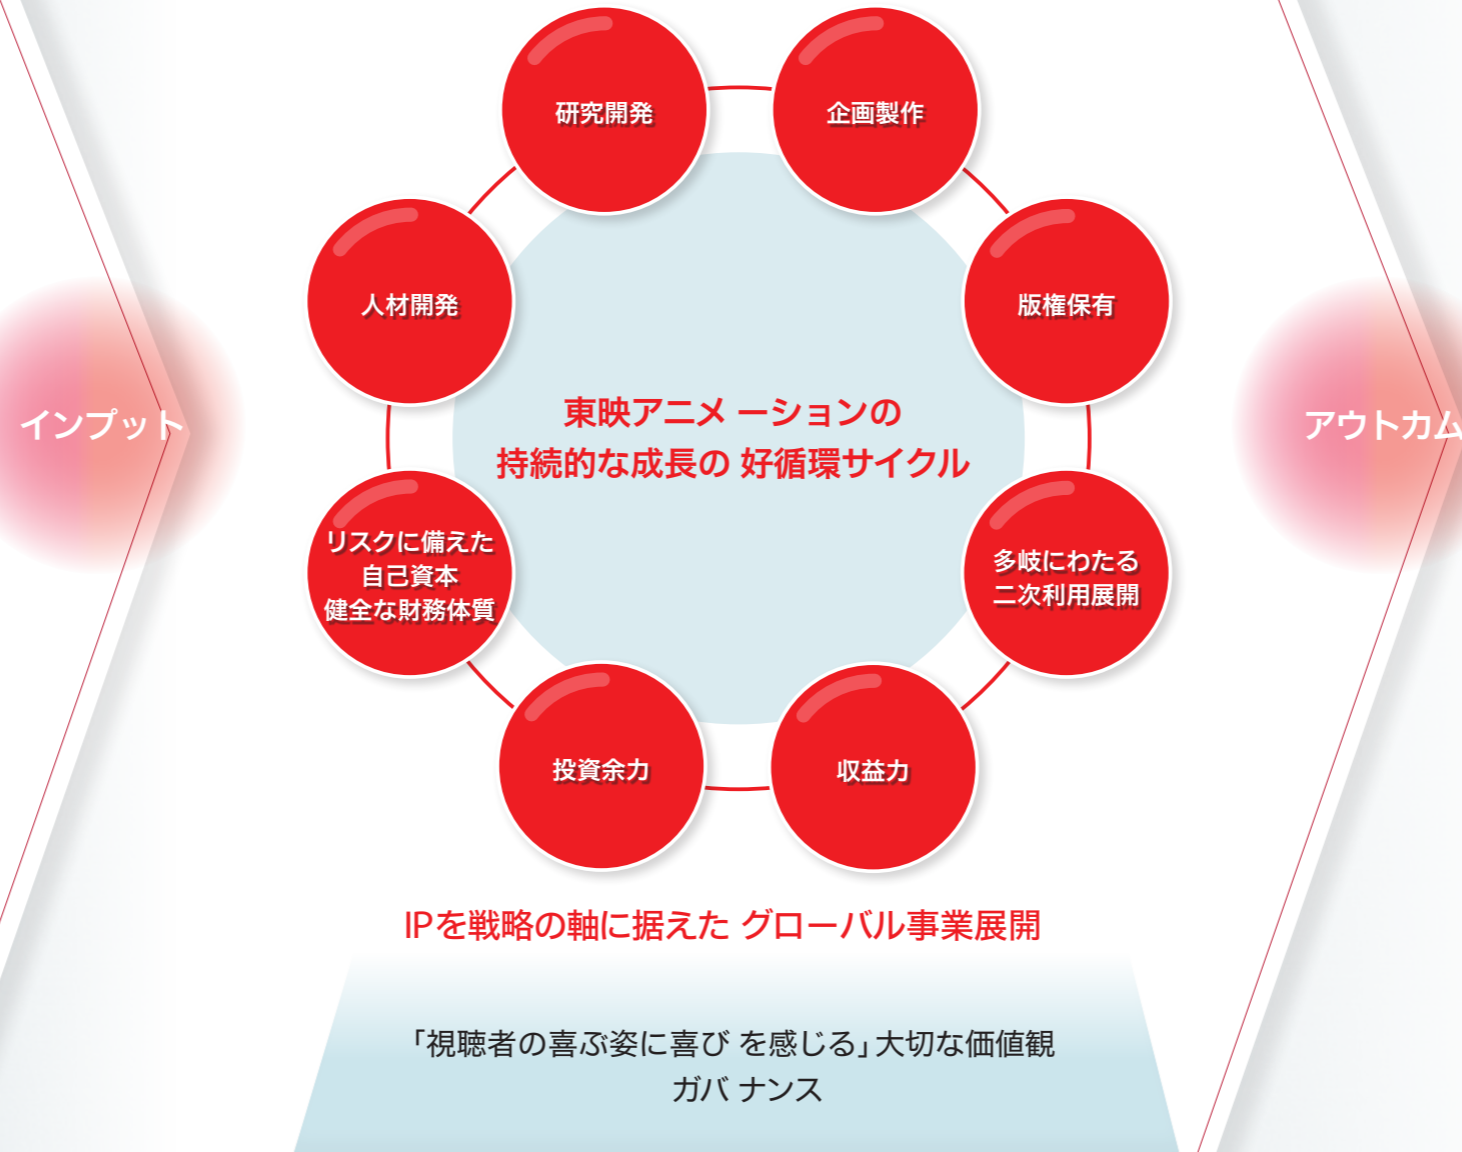 研究開発
企画製作
人材開発
版権保有
東映アニメーションの
持続的な成長の 好循環サイクル
インプット
アウトカム
リスクに備えた
自己資本
健全な財務体質
多岐にわたる
二次利用展開
投資余力
収益力
IPを戦略の軸に据えた グローバル事業展開
「視聴者の喜ぶ姿に喜び を感じる」大切な価値観
ガバ ナンス